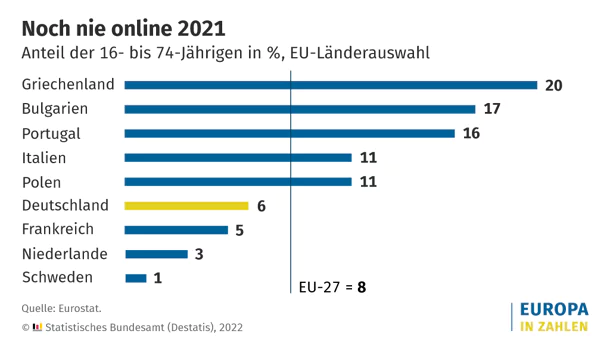 Noch nie online 2021
Anteil der 16- bis 74-Jährigen in %, EU-Länderauswahl
Griechenland 20
Bulgarien 17
Portugal 16
Italien 11
Polen 11
Deutschland 6
Frankreich 5
Niederlande 3
Schweden 1
EU-27 = 8
Quelle: Eurostat.
© Statistisches Bundesamt (Destatis), 2022
EUROPA
IN ZAHLEN